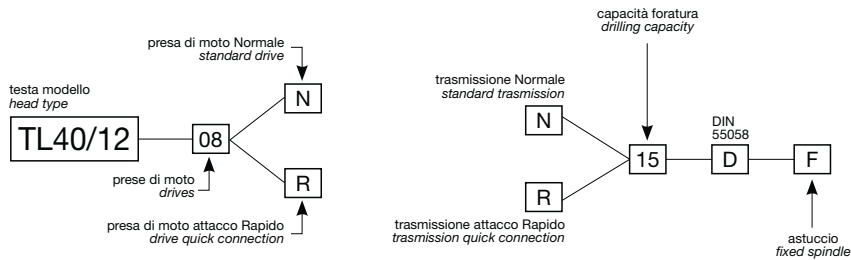 presa di moto Normale
standard drive
testa modello
head type
TL40/12
08
N
R
prese di moto
drives
presa di moto attacco Rapido
drive quick connection
capacità foratura
drilling capacity
trasmissione Normale
standard trasmission
N
R
15
DIN
55058
D
F
trasmissione attacco Rapido
trasmission quick connection
astuccio
fixed spindle